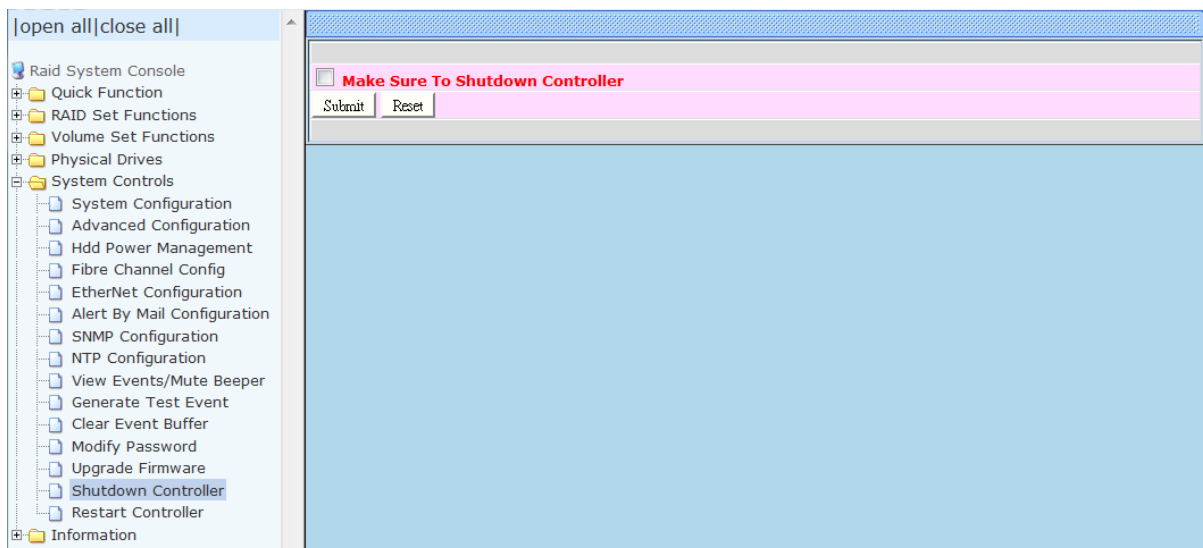 |open all|close all|
Raid System Console
Quick Function
RAID Set Functions
Volume Set Functions
Physical Drives
System Controls
System Configuration
Advanced Configuration
Hdd Power Management
Fibre Channel Config
EtherNet Configuration
Alert By Mail Configuration
SNMP Configuration
NTP Configuration
View Events/Mute Beeper
Generate Test Event
Clear Event Buffer
Modify Password
Upgrade Firmware
Shutdown Controller
Restart Controller
Information
Make Sure To Shutdown Controller
Submit Reset